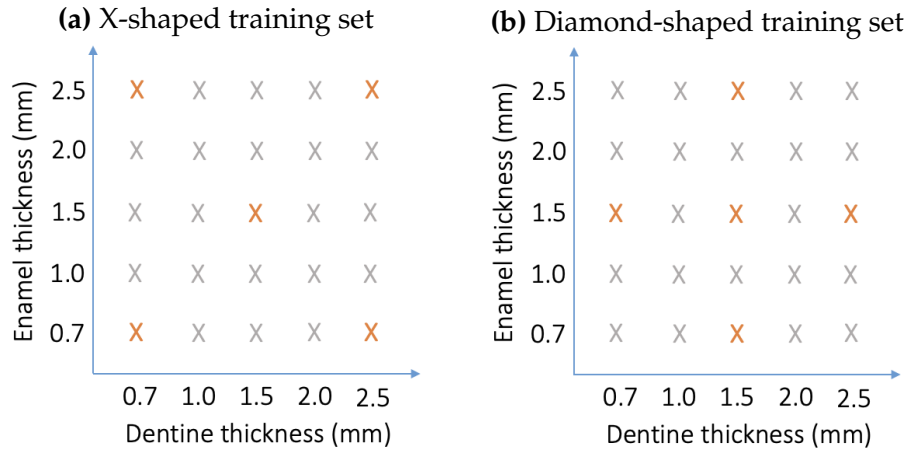 (a) X-shaped training set
Enamel thickness (mm)
2.5 X X X X X
2.0 X X X X X
1.5 X X X X X
1.0 X X X X X
0.7 X X X X X
0.7 1.0 1.5 2.0 2.5
Dentine thickness (mm)
(b) Diamond-shaped training set
Enamel thickness (mm)
2.5 X X X X X
2.0 X X X X X
1.5 X X X X X
1.0 X X X X X
0.7 X X X X X
0.7 1.0 1.5 2.0 2.5
Dentine thickness (mm)